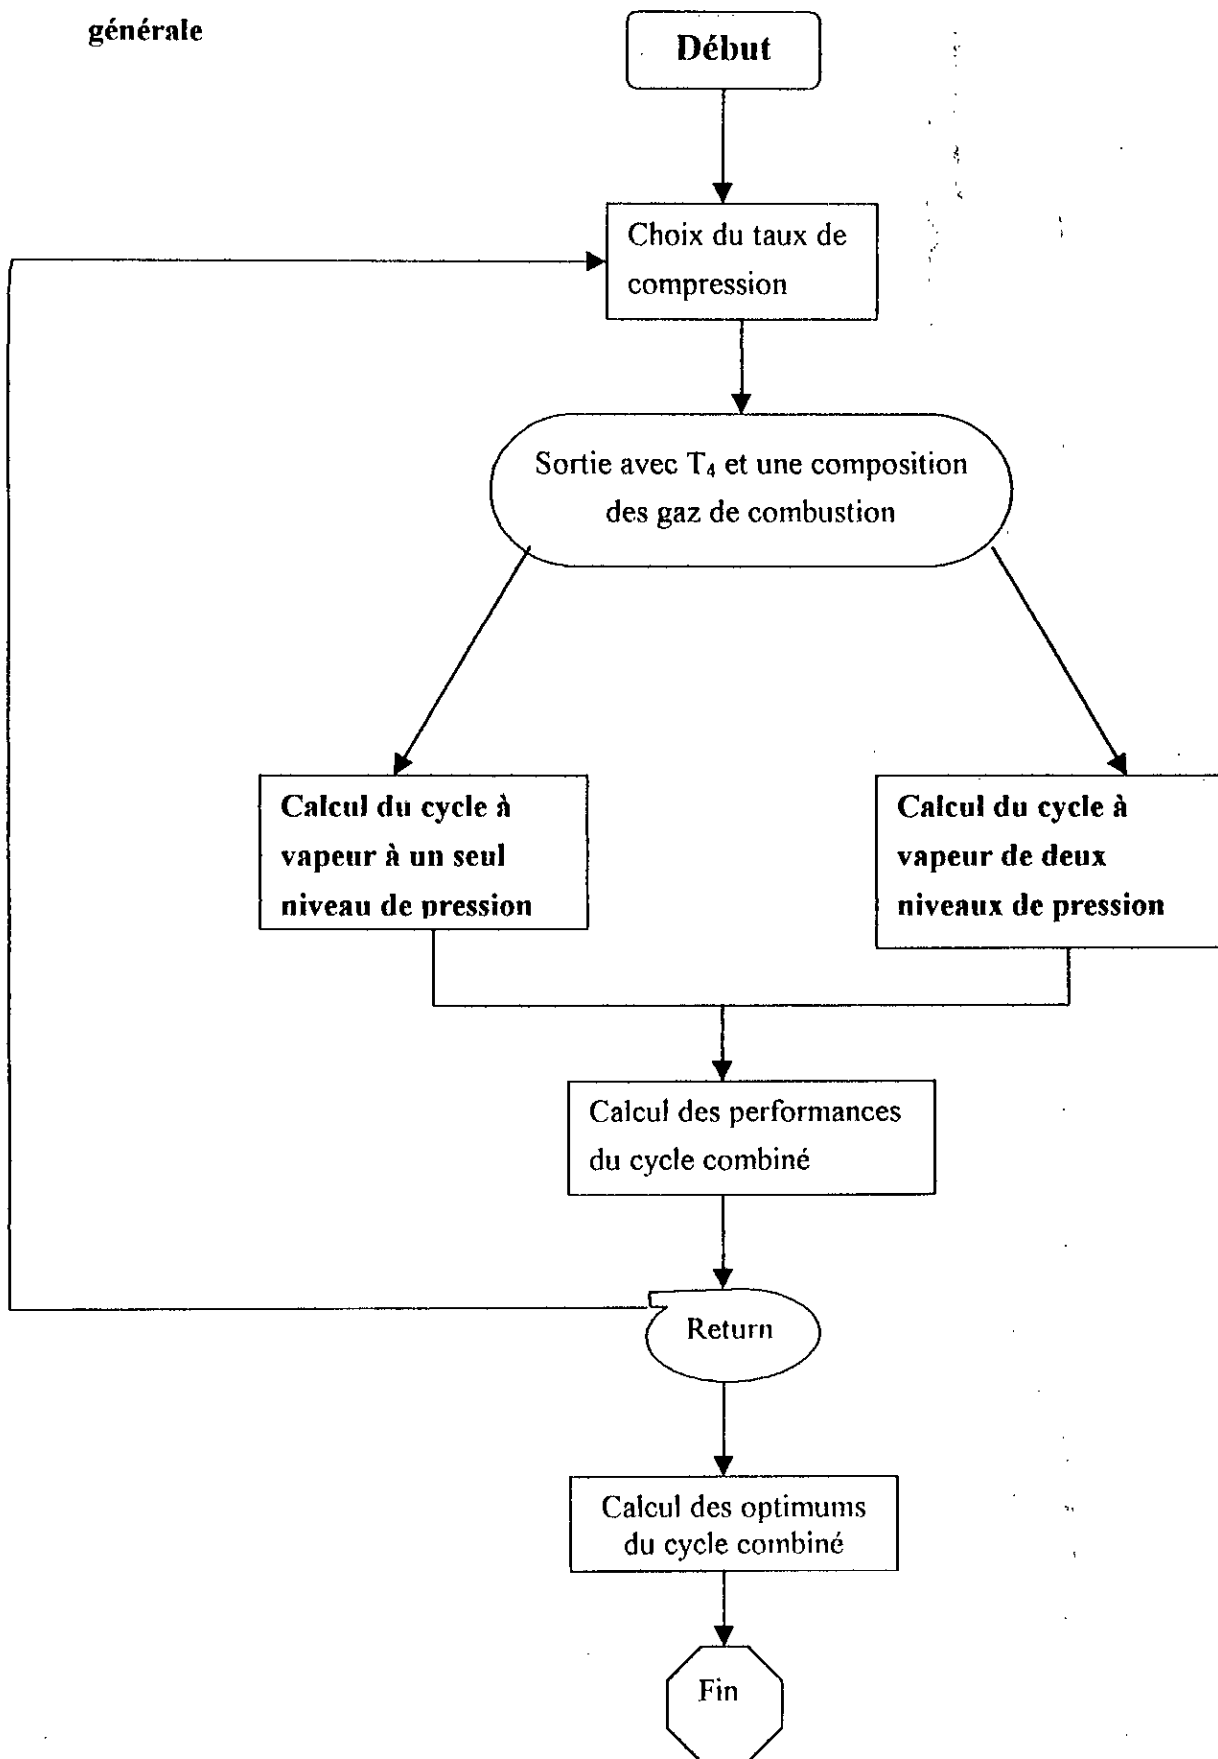 générale
Début
Choix du taux de
compression
Sortie avec T₄ et une composition
des gaz de combustion
Calcul du cycle à
vapeur à un seul
niveau de pression
Calcul du cycle à
vapeur de deux
niveaux de pression
Calcul des performances
du cycle combiné
Return
Calcul des optimums
du cycle combiné
Fin